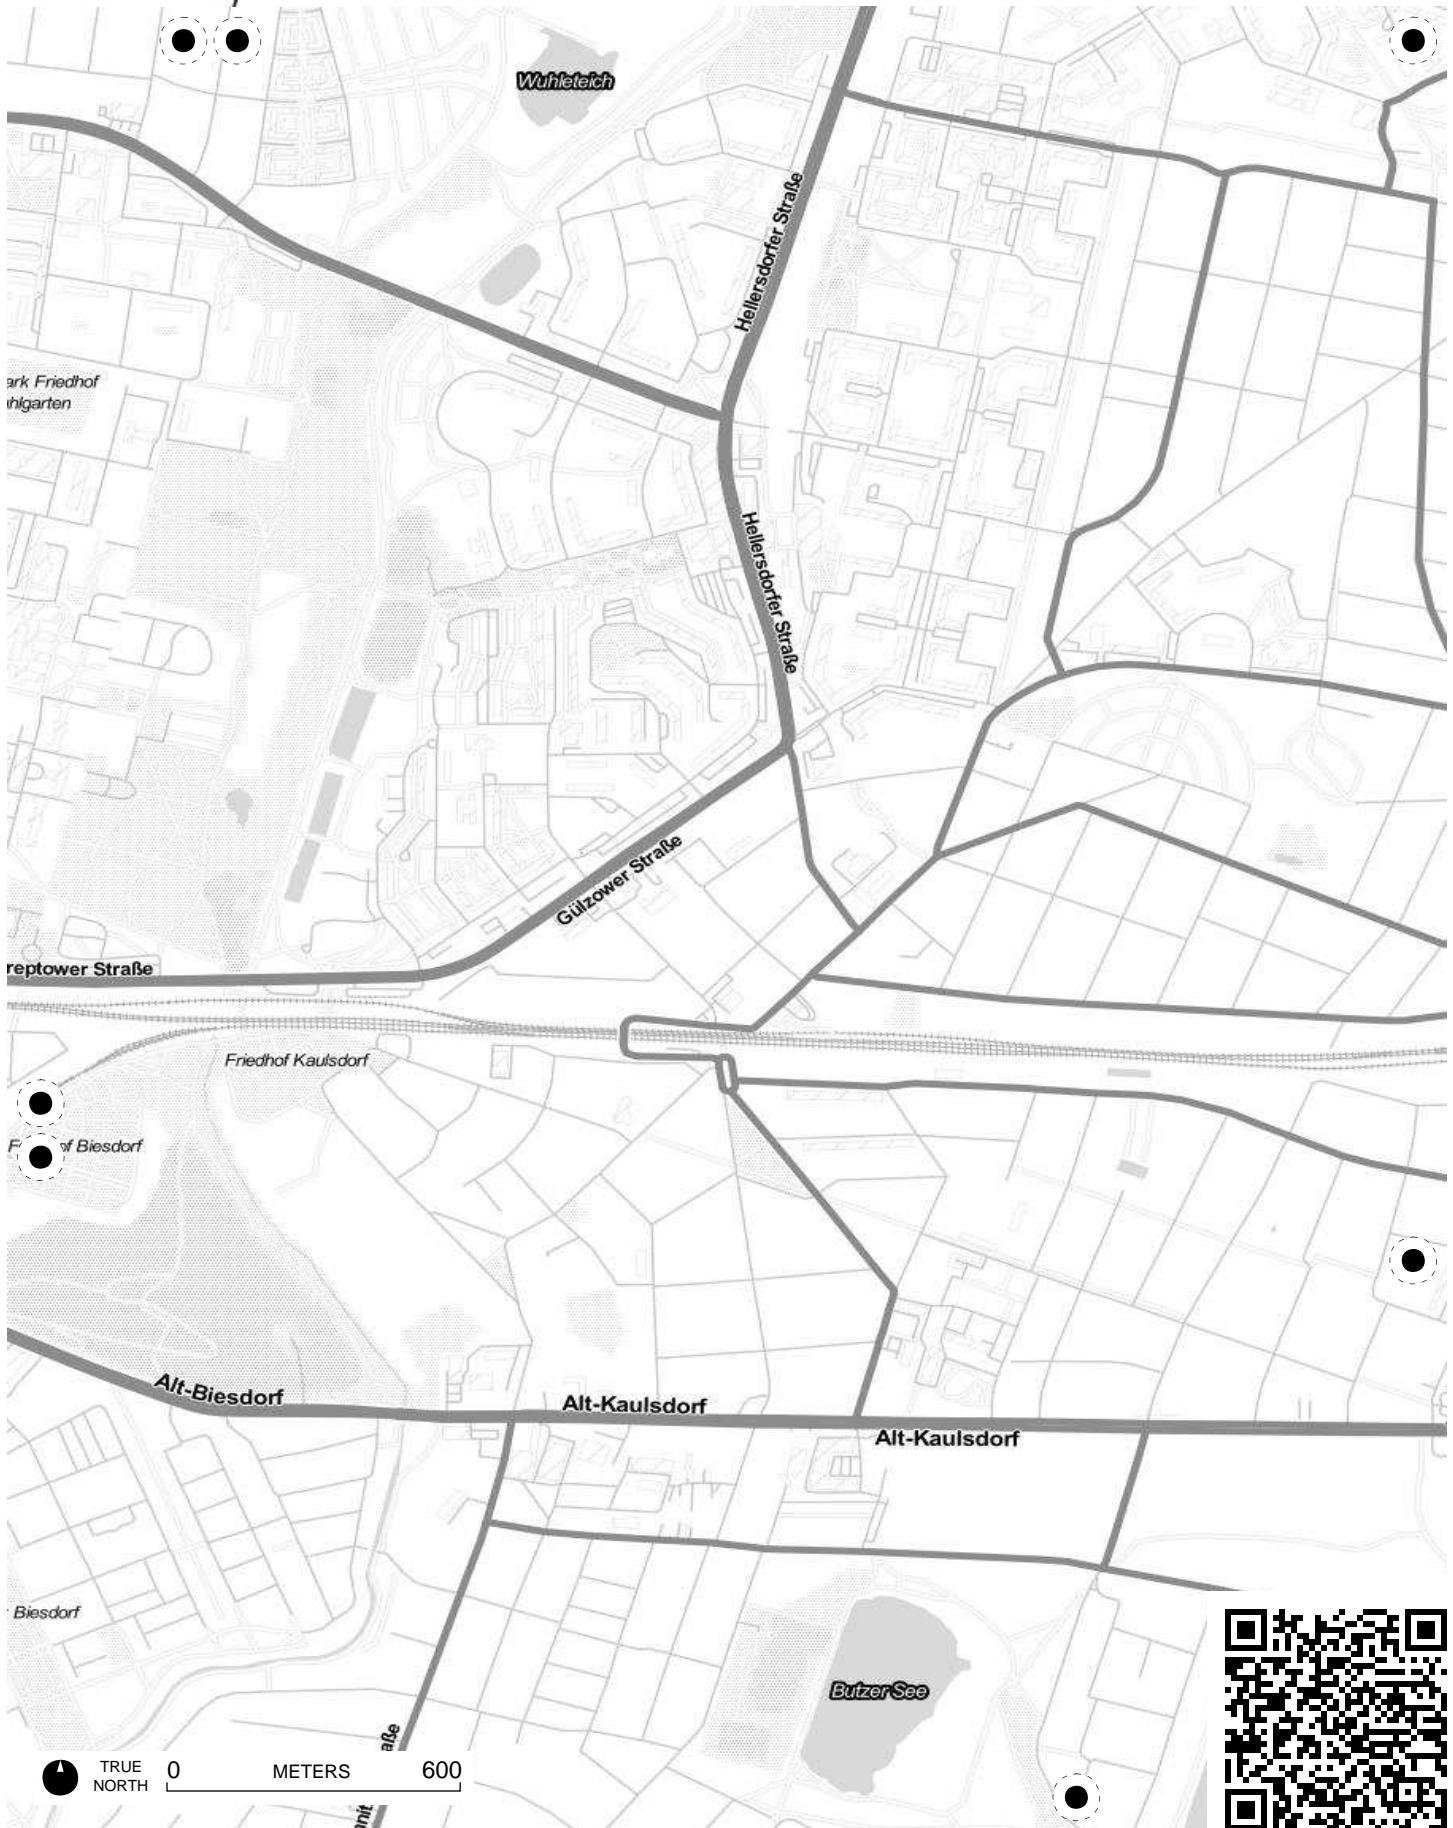 Wuhleteich
Hellersdorfer Straße
ark Friedhof
hlgarten
Hellersdorfer Straße
Gülzower Straße
reptower Straße
Friedhof Kaulsdorf
of Biesdorf
Alt-Biesdorf
Alt-Kaulsdorf
Alt-Kaulsdorf
Biesdorf
Butzer See
aße
TRUE
NORTH
0 METERS 600